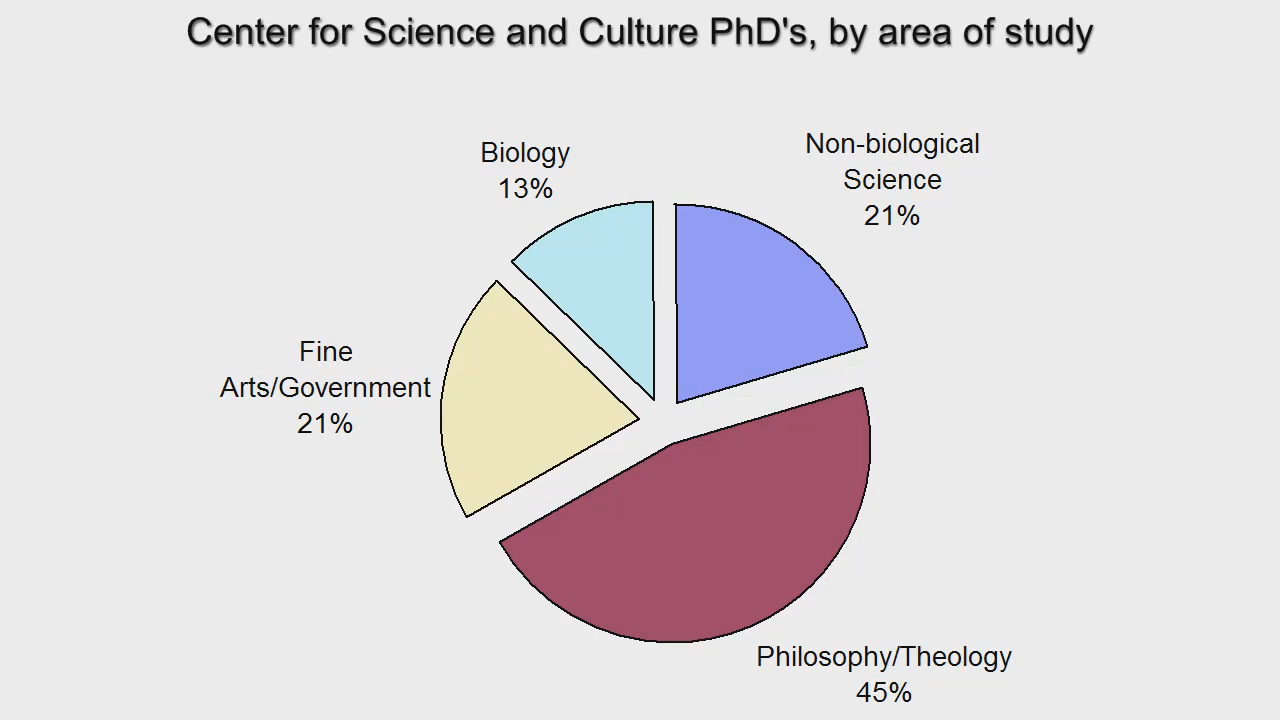 Center for Science and Culture PhD's, by area of study
Biology
13%
Non-biological
Science
21%
Fine
Arts/Government
21%
Philosophy/Theology
45%